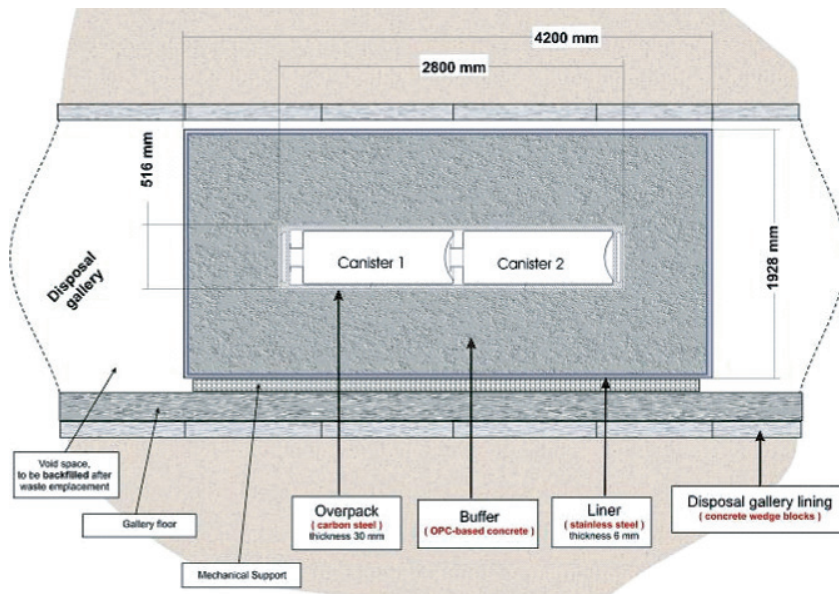 4200 mm
2800 mm
516 mm
1928 mm
Disposal
gallery
Canister 1
Canister 2
Void space,
to be backfilled after
waste emplacement
Gallery floor
Mechanical Support
Overpack
( carbon steel )
thickness 30 mm
Buffer
( OPC-based concrete )
Liner
( stainless steel )
thickness 6 mm
Disposal gallery lining
( concrete wedge blocks )